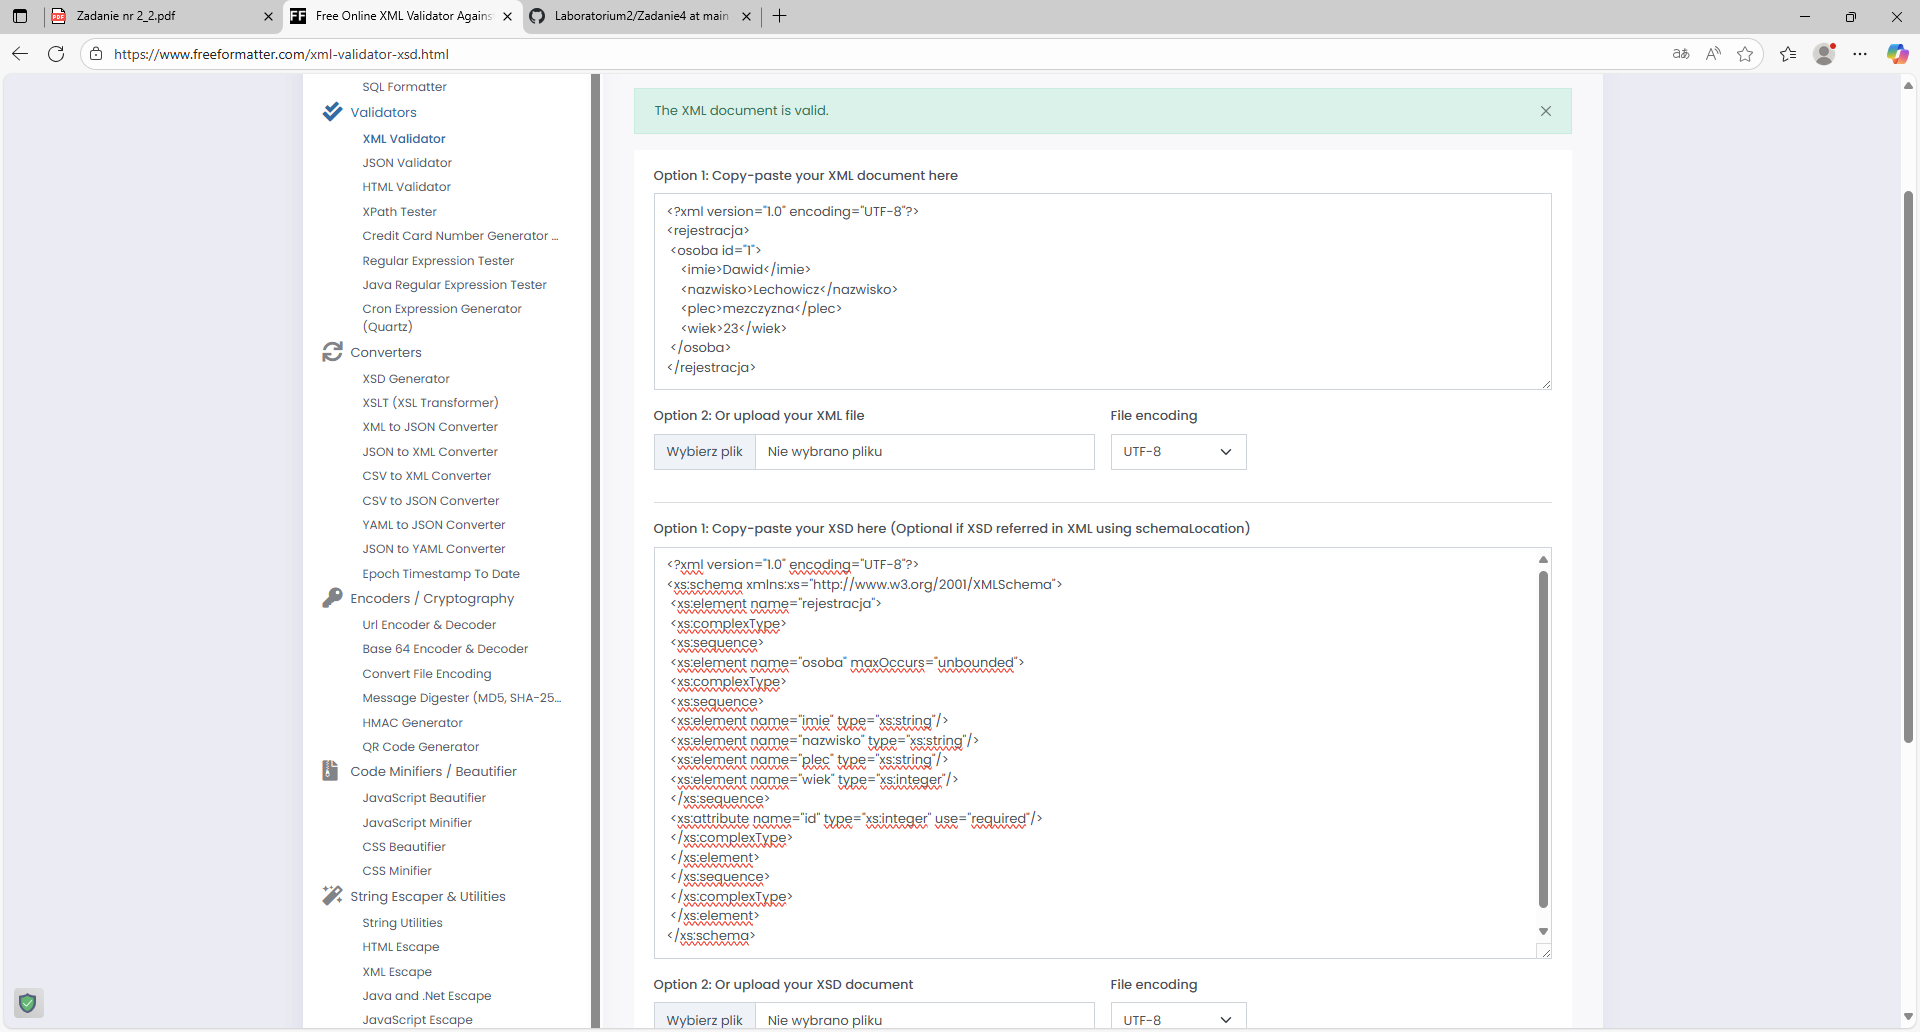 Zadanie nr 2_2.pdf
Free Online XML Validator Against
Laboratorium2/Zadanie4 at main
https://www.freeformatter.com/xml-validator-xsd.html
SQL Formatter
Validators
XML Validator
JSON Validator
HTML Validator
XPath Tester
Credit Card Number Generator ...
Regular Expression Tester
Java Regular Expression Tester
Cron Expression Generator
(Quartz)
Converters
XSD Generator
XSLT (XSL Transformer)
XML to JSON Converter
JSON to XML Converter
CSV to XML Converter
CSV to JSON Converter
YAML to JSON Converter
JSON to YAML Converter
Epoch Timestamp To Date
Encoders / Cryptography
Url Encoder & Decoder
Base 64 Encoder & Decoder
Convert File Encoding
Message Digester (MD5, SHA-25...
HMAC Generator
QR Code Generator
Code Minifiers / Beautifier
JavaScript Beautifier
JavaScript Minifier
CSS Beautifier
CSS Minifier
String Escaper & Utilities
String Utilities
HTML Escape
XML Escape
Java and .Net Escape
JavaScript Escape
The XML document is valid.
Option 1: Copy-paste your XML document here
<?xml version="1.0" encoding="UTF-8"?>
<rejestracja>
<osoba id="1">
<imie>Dawid</imie>
<nazwisko>Lechowicz</nazwisko>
<plec>mezczyzna</plec>
<wiek>23</wiek>
</osoba>
</rejestracja>
Option 2: Or upload your XML file
File encoding
Wybierz plik Nie wybrano pliku
UTF-8
Option 1: Copy-paste your XSD here (Optional if XSD referred in XML using schemaLocation)
<?xml version="1.0" encoding="UTF-8"?>
<xs:schema xmlns:xs="http://www.w3.org/2001/XMLSchema">
<xs:element name="rejestracja">
<xs:complexType>
<xs:sequence>
<xs:element name="osoba" maxOccurs="unbounded">
<xs:complexType>
<xs:sequence>
<xs:element name="imie" type="xs:string"/>
<xs:element name="nazwisko" type="xs:string"/>
<xs:element name="plec" type="xs:string"/>
<xs:element name="wiek" type="xs:integer"/>
</xs:sequence>
<xs:attribute name="id" type="xs:integer" use="required"/>
</xs:complexType>
</xs:element>
</xs:sequence>
</xs:complexType>
</xs:element>
</xs:schema>
Option 2: Or upload your XSD document
File encoding
Wybierz plik Nie wybrano pliku
UTF-8